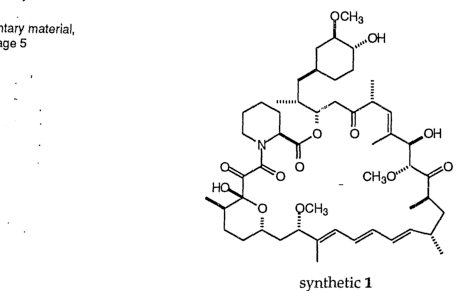 ntary material,
age 5
OCH₃
OH
O
O
OH
N
O
O
O
CH₃O
O
HO
O
OCH₃
synthetic 1